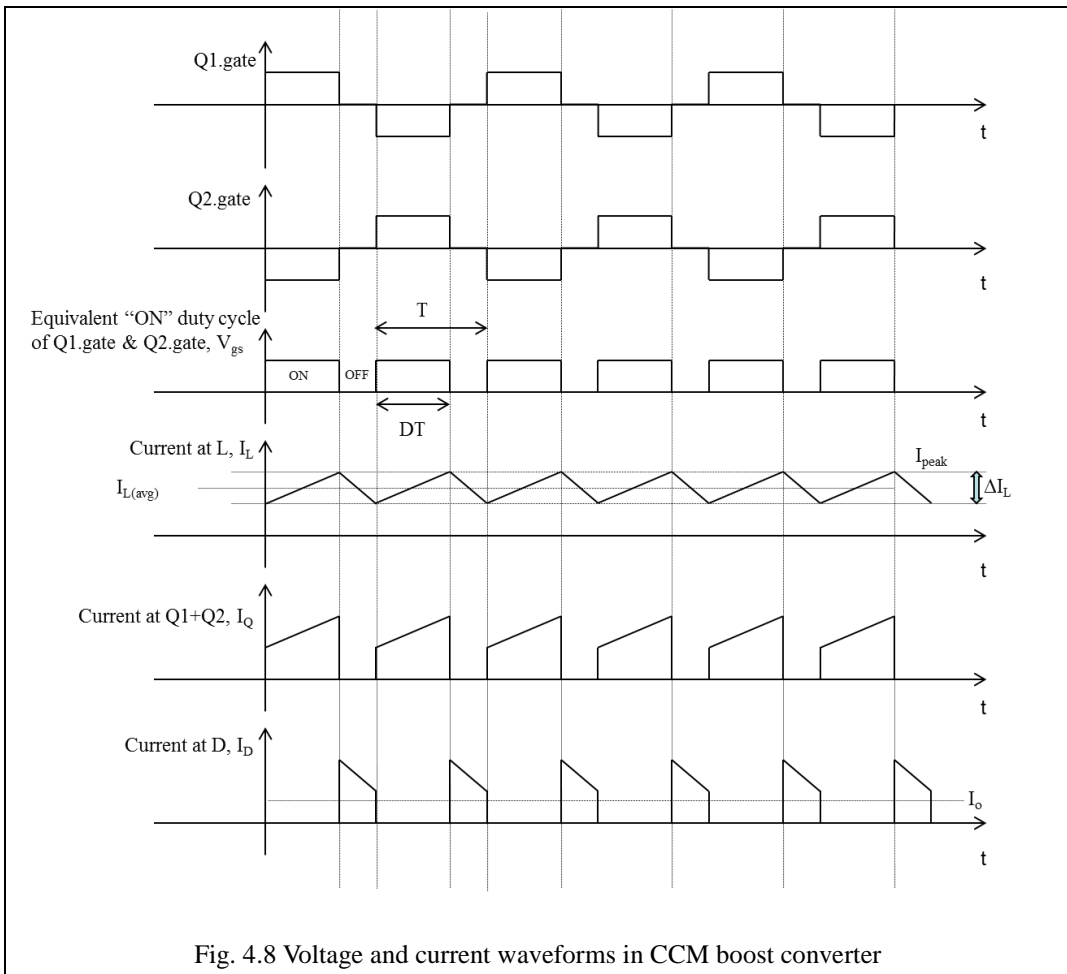 Q1.gate
t
Q2.gate
t
Equivalent “ON” duty cycle
of Q1.gate & Q2.gate, Vgs
T
ON
OFF
DT
t
Current at L, IL
Ipeak
IL(avg)
ΔIL
t
Current at Q1+Q2, IQ
t
Current at D, ID
Io
t
Fig. 4.8 Voltage and current waveforms in CCM boost converter